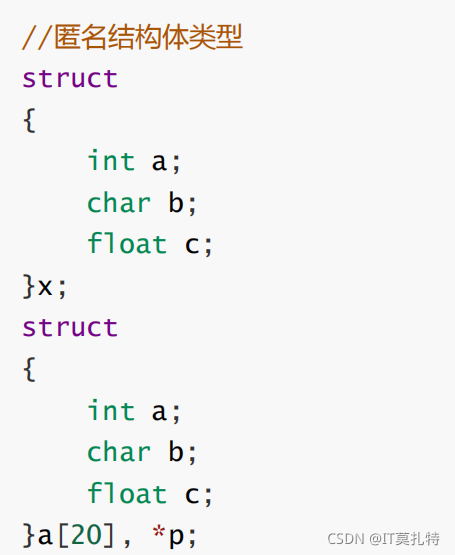 //匿名结构体类型
struct
{
    int a;
    char b;
    float c;
}x;
struct
{
    int a;
    char b;
    float c;
}a[20], *p;
CSDN @IT莫扎特